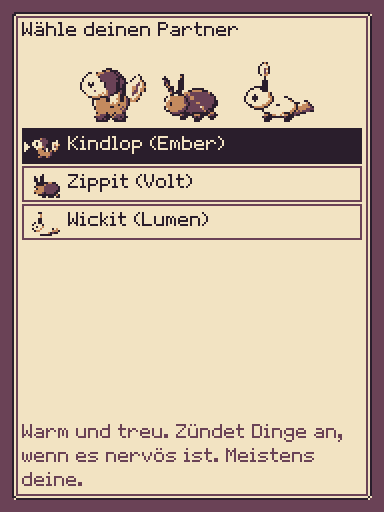 Wähle deinen Partner
Kindlop (Ember)
Zippit (Volt)
Wickit (Lumen)
Warm und treu. Zündet Dinge an,
wenn es nervös ist. Meistens
deine.